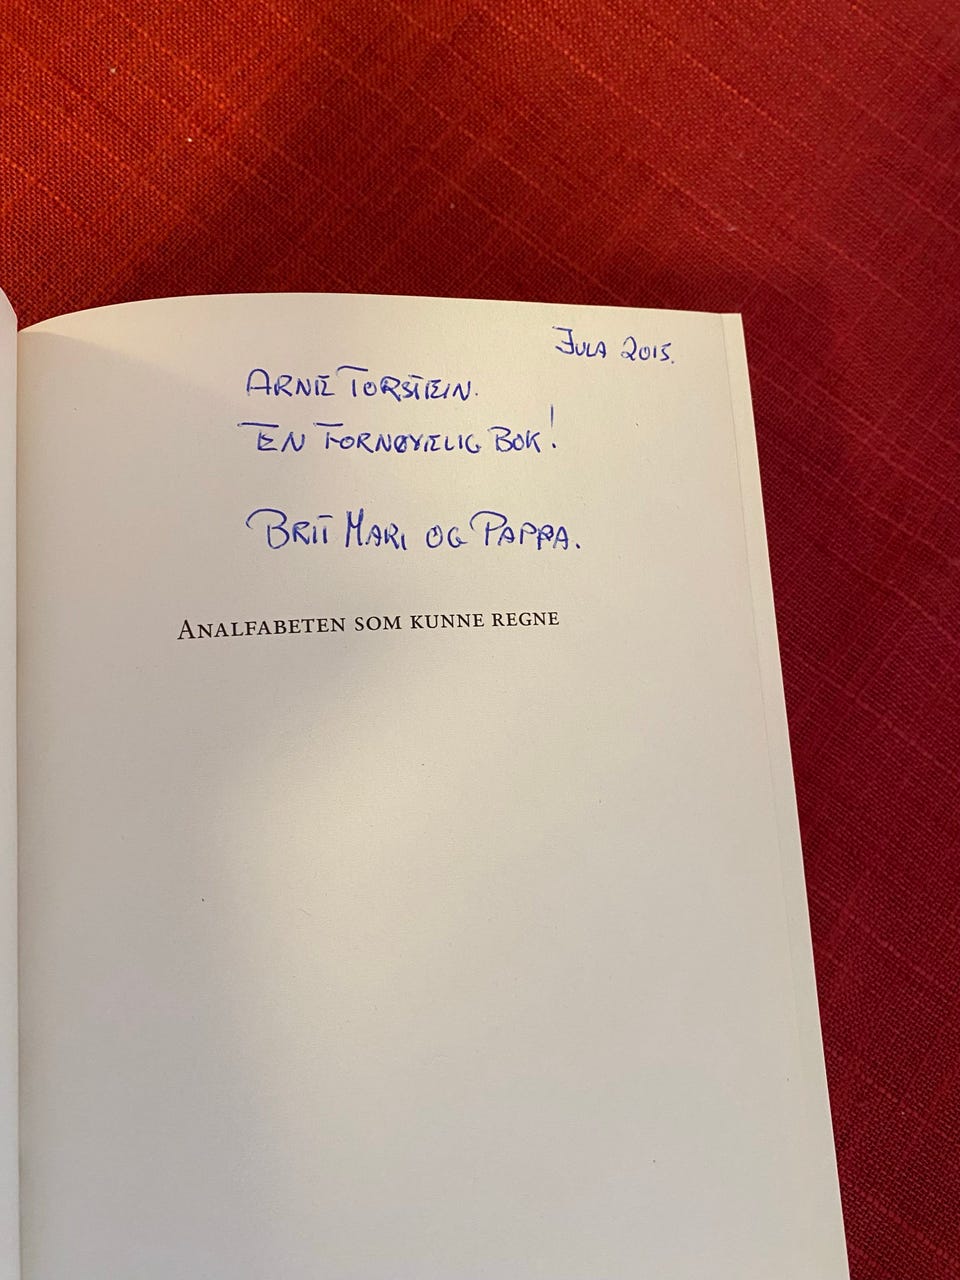 Jula 2015.
Arne Torstein.
En fornøyelig bok!
Brit Mari og Pappa.
Analfabeten som kunne regne